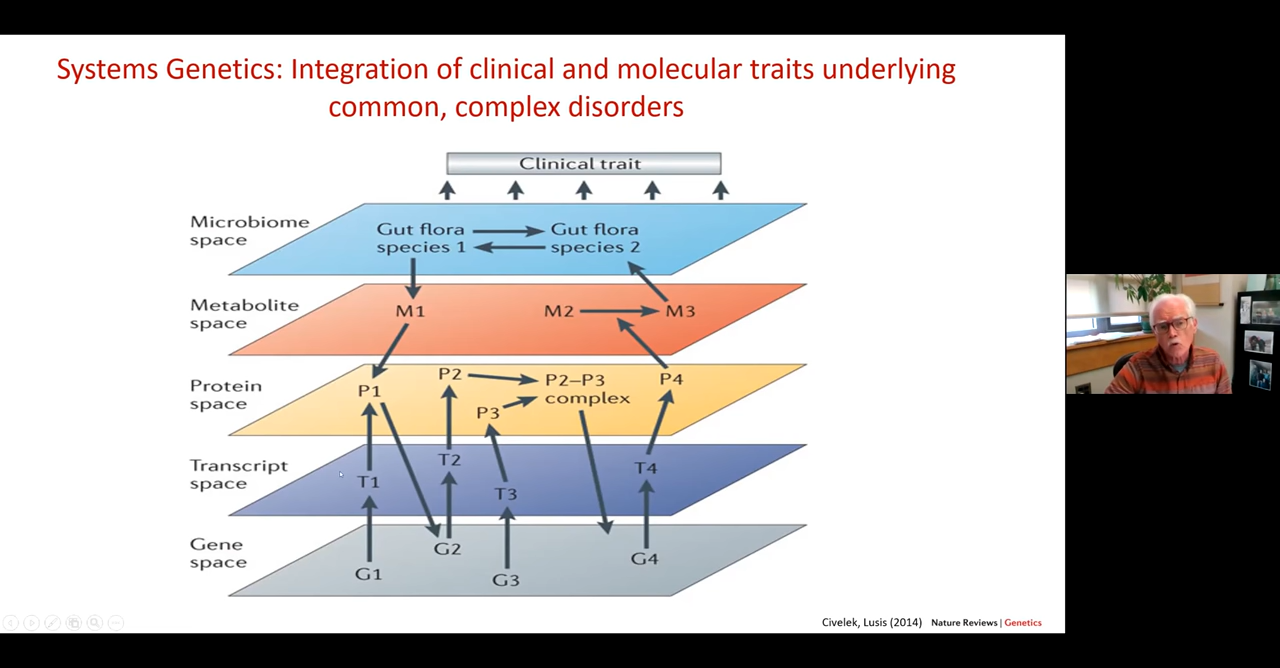 Systems Genetics: Integration of clinical and molecular traits underlying
common, complex disorders
Clinical trait
Microbiome
space
Gut flora
species 1
Gut flora
species 2
Metabolite
space
M1
M2
M3
Protein
space
P1
P2
P3
P2–P3
complex
P4
Transcript
space
T1
T2
T3
T4
Gene
space
G1
G2
G3
G4
Civelek, Lusis (2014) Nature Reviews | Genetics